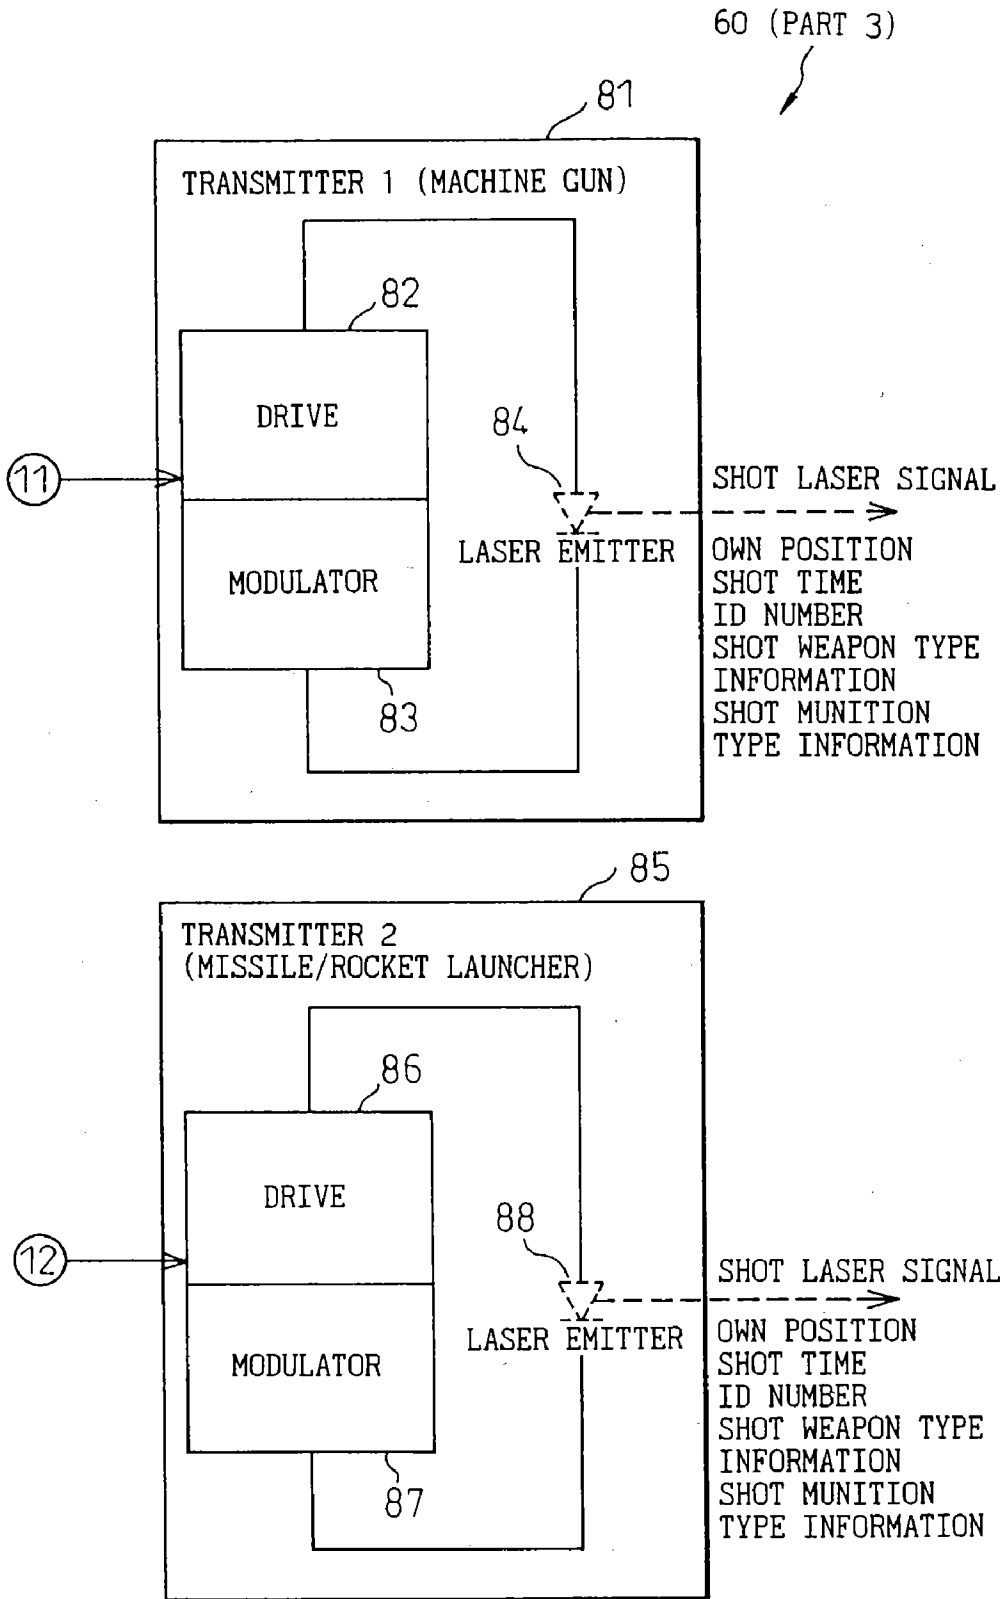 60 (PART 3)
81
TRANSMITTER 1 (MACHINE GUN)
82
DRIVE
84
11
SHOT LASER SIGNAL
LASER EMITTER
OWN POSITION
MODULATOR
SHOT TIME
ID NUMBER
SHOT WEAPON TYPE
INFORMATION
83
SHOT MUNITION
TYPE INFORMATION
85
TRANSMITTER 2
(MISSILE/ROCKET LAUNCHER)
86
DRIVE
88
12
SHOT LASER SIGNAL
LASER EMITTER
OWN POSITION
MODULATOR
SHOT TIME
ID NUMBER
SHOT WEAPON TYPE
INFORMATION
87
SHOT MUNITION
TYPE INFORMATION